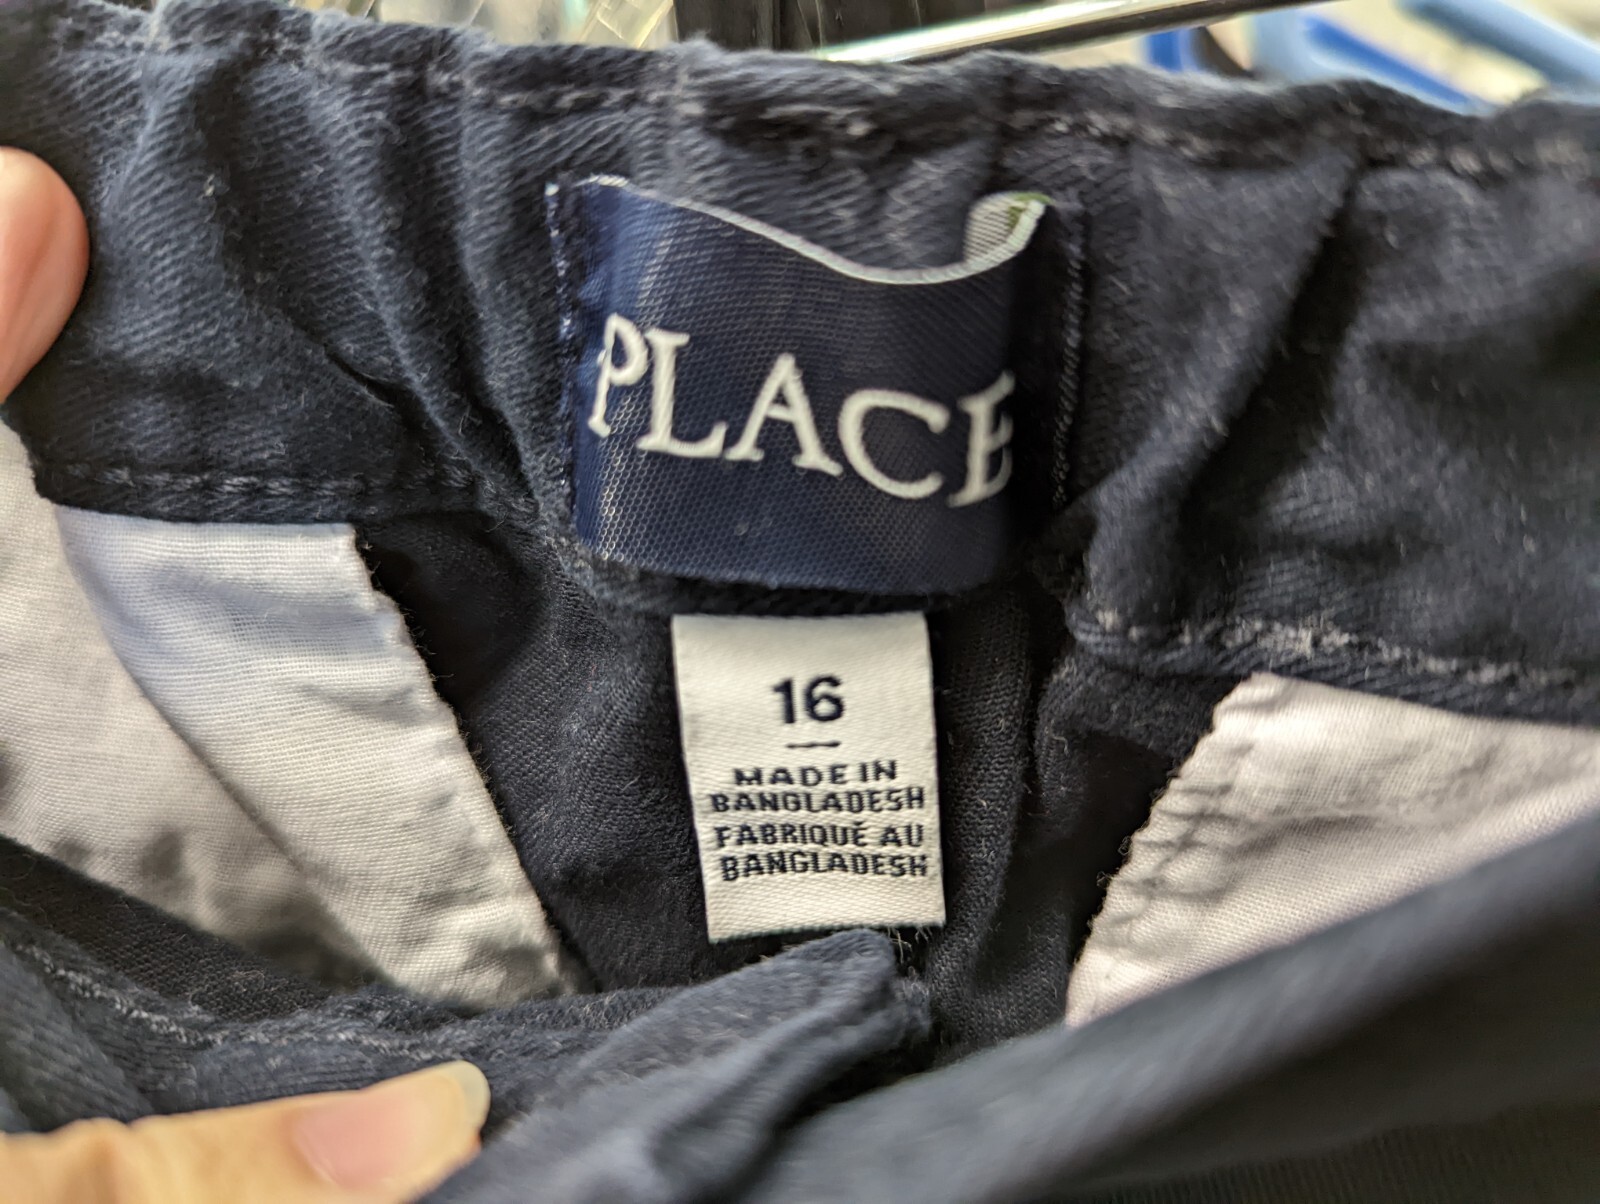 PLACE
16
MADE IN
BANGLADESH
FABRIQUÉ AU
BANGLADESH